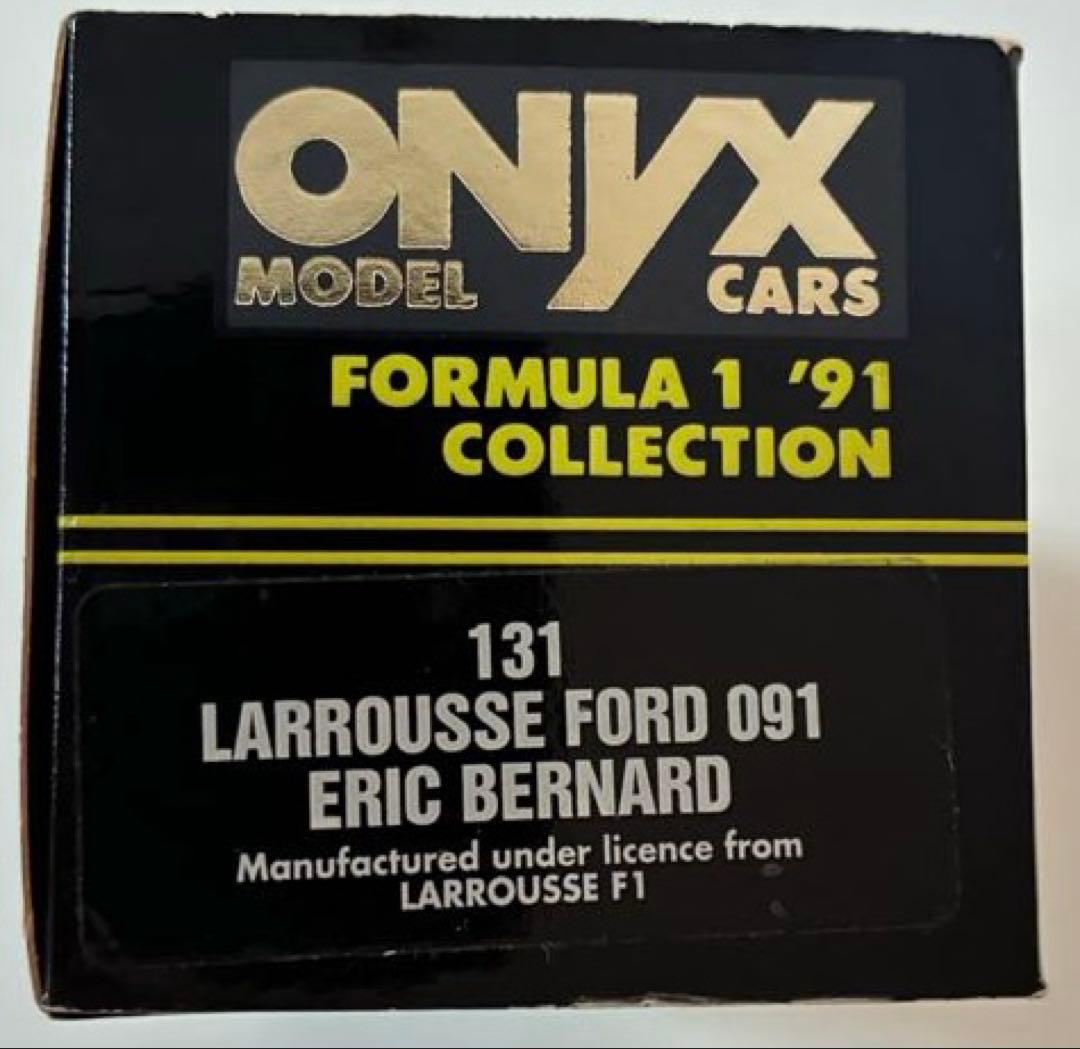 ONYX
MODEL CARS
FORMULA 1 '91
COLLECTION
131
LARROUSSE FORD 091
ERIC BERNARD
Manufactured under licence from
LARROUSSE F1